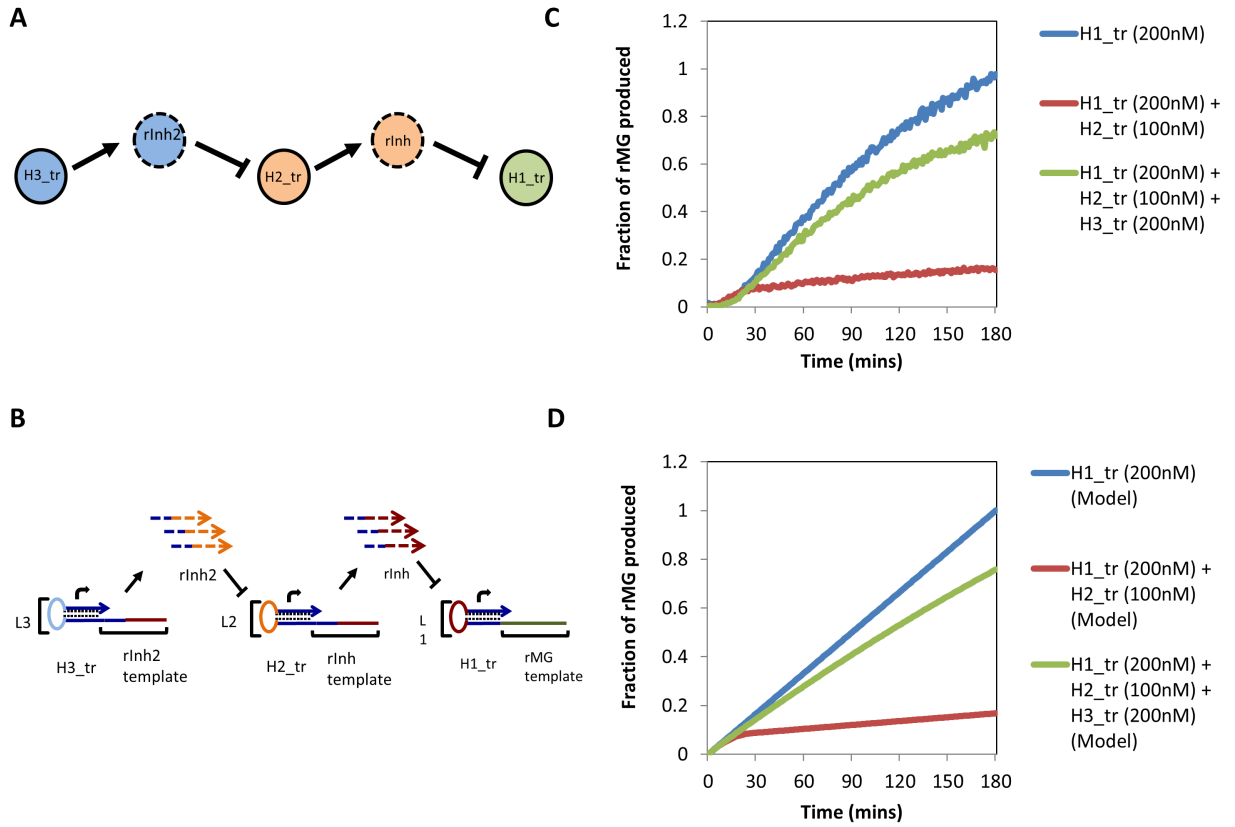 A
H3_tr
rInh2
H2_tr
rInh
H1_tr
C
Fraction of rMG produced
1.2
1
0.8
0.6
0.4
0.2
0
0 30 60 90 120 150 180
Time (mins)
H1_tr (200nM)
H1_tr (200nM) +
H2_tr (100nM)
H1_tr (200nM) +
H2_tr (100nM) +
H3_tr (200nM)
B
rInh2
rInh
L3
H3_tr
rInh2
template
L2
H2_tr
rInh
template
L
1
H1_tr
rMG
template
D
Fraction of rMG produced
1.2
1
0.8
0.6
0.4
0.2
0
0 30 60 90 120 150 180
Time (mins)
H1_tr (200nM)
(Model)
H1_tr (200nM) +
H2_tr (100nM)
(Model)
H1_tr (200nM) +
H2_tr (100nM) +
H3_tr (200nM)
(Model)